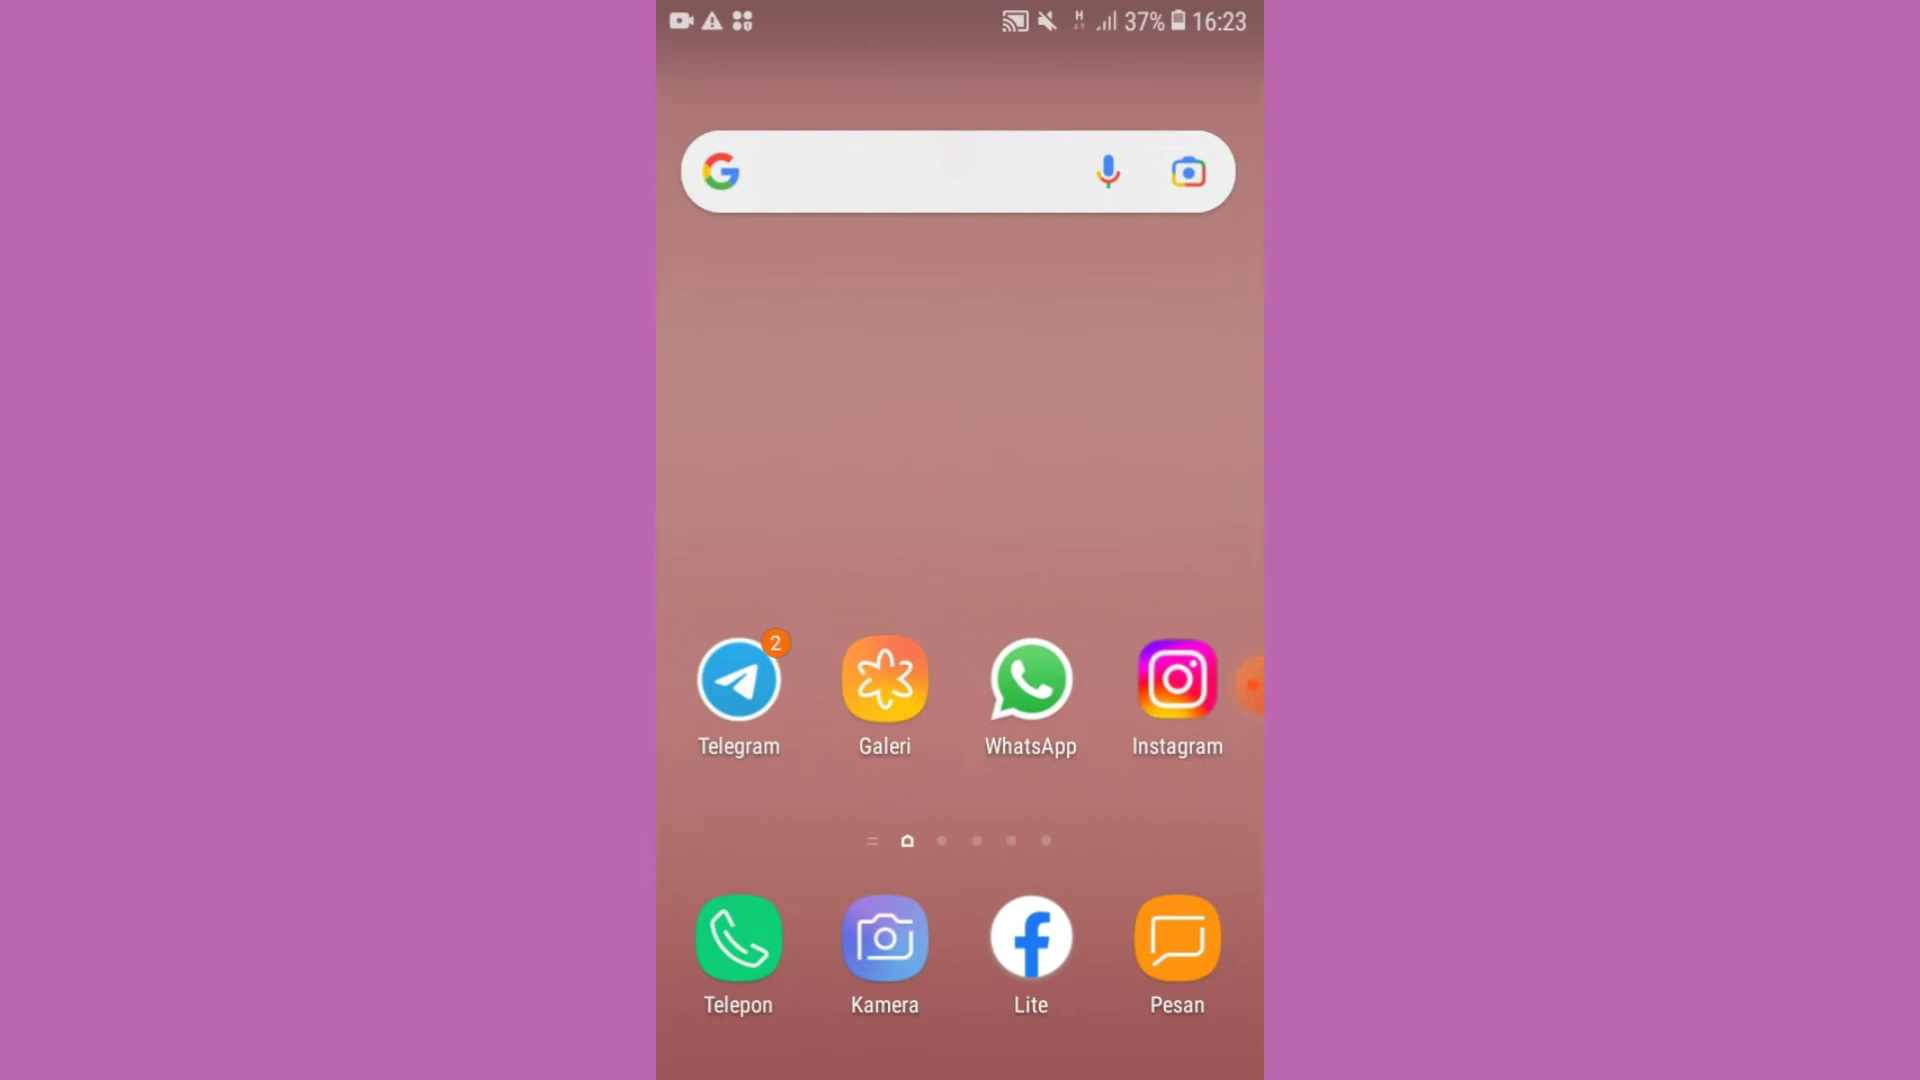 H 37% 16:23
2
Telegram Galeri WhatsApp Instagram
Telepon Kamera Lite Pesan